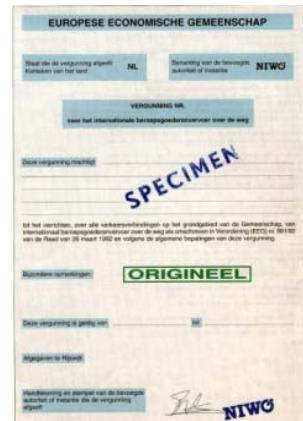 EUROPESE ECONOMISCHE GEMEENSCHAP
Staat die de vergunning afgeeft
Kenteken van het land
NL
Benaming van de bevoegde
autoriteit of instantie
NIWO
VERGUNNING NR.
voor het internationale beroepsgoederenvervoer over de weg
Deze vergunning machtigt
SPECIMEN
tot het verrichten, over alle verkeersverbindingen op het grondgebied van de Gemeenschap, van
internationaal beroepsgoederenvervoer over de weg als omschreven in Verordening (EEG) nr. 881/92
van de Raad van 26 maart 1992 en volgens de algemene bepalingen van deze vergunning.
Bijzondere opmerkingen:
ORIGINEEL
Deze vergunning is geldig van
tot
Afgegeven te Rijswijk
Handtekening en stempel van de bevoegde
autoriteit of instantie die de vergunning
afgeeft
NIWO